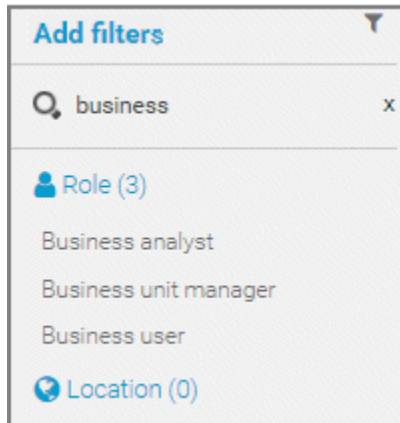 Add filters
business x
Role (3)
Business analyst
Business unit manager
Business user
Location (0)